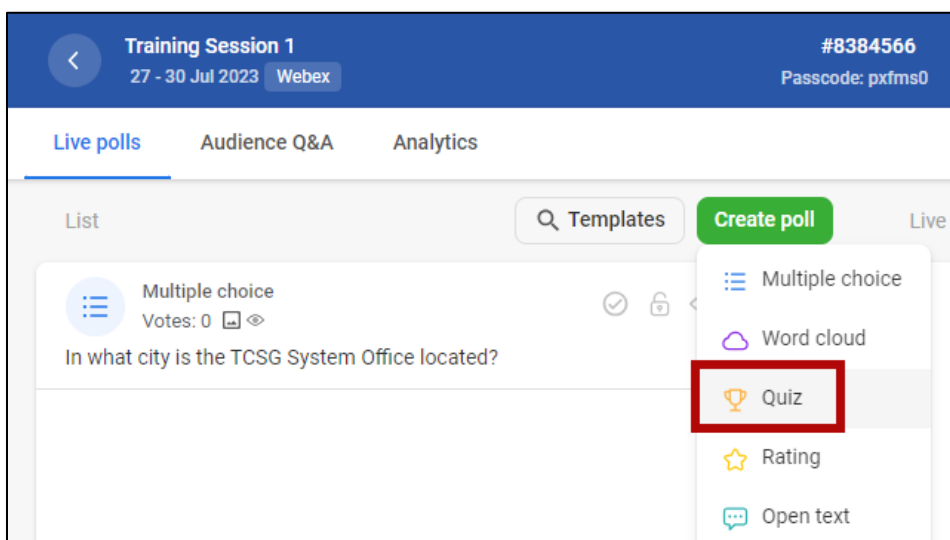 Training Session 1
27 - 30 Jul 2023 Webex
#8384566
Passcode: pxfms0
Live polls Audience Q&A Analytics
List Templates Create poll Live
Multiple choice
Votes: 0
In what city is the TCSG System Office located?
Multiple choice
Word cloud
Quiz
Rating
Open text